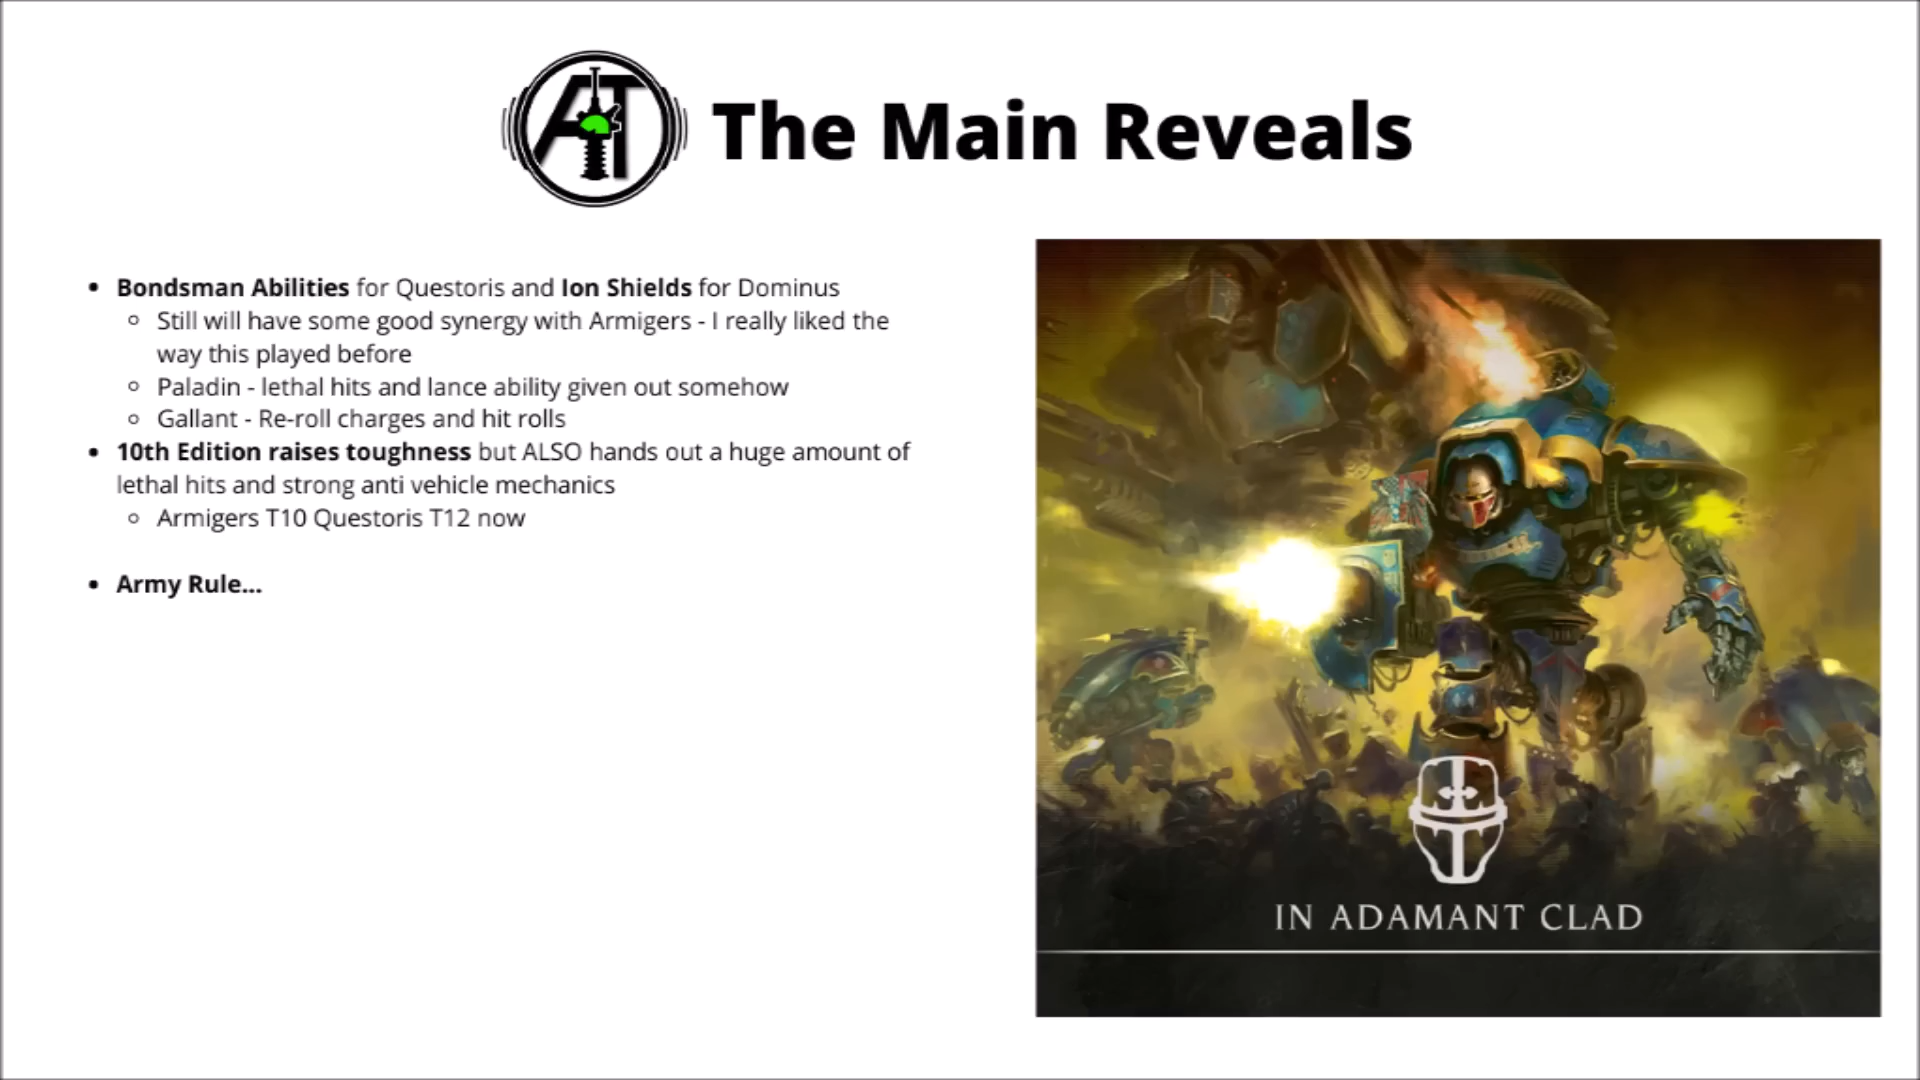 AT
The Main Reveals
• Bondsman Abilities for Questoris and Ion Shields for Dominus
○ Still will have some good synergy with Armigers - I really liked the
way this played before
○ Paladin - lethal hits and lance ability given out somehow
○ Gallant - Re-roll charges and hit rolls
• 10th Edition raises toughness but ALSO hands out a huge amount of
lethal hits and strong anti vehicle mechanics
○ Armigers T10 Questoris T12 now
• Army Rule...
IN ADAMANT CLAD